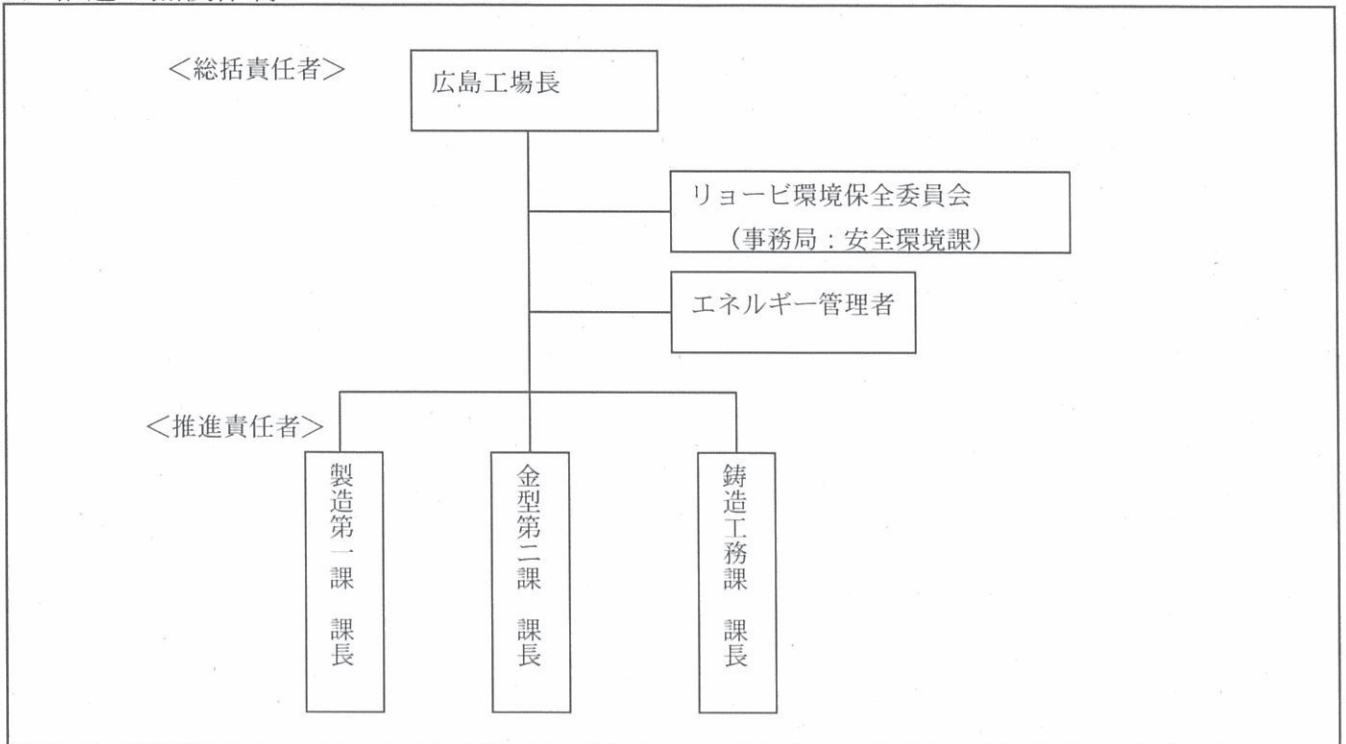 ＜総括責任者＞
広島工場長
リョービ環境保全委員会
（事務局：安全環境課）
エネルギー管理者
＜推進責任者＞
製造第一課　課長
金型第二課　課長
鋳造工務課　課長